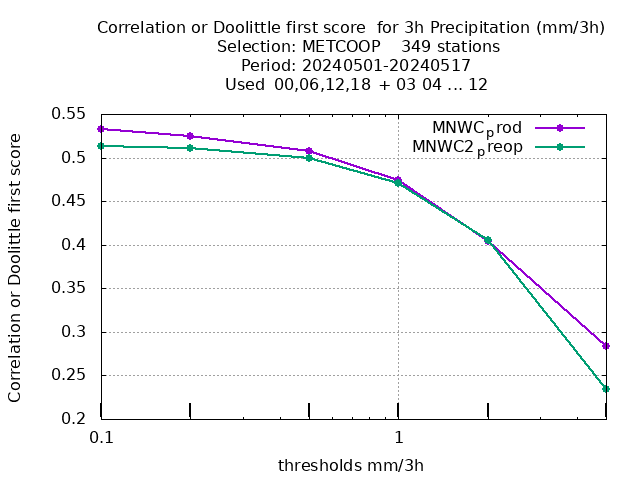 Correlation or Doolittle first score  for 3h Precipitation (mm/3h)
Selection: METCOOP    349 stations
Period: 20240501-20240517
Used 00,06,12,18 + 03 04 ... 12
MNWCprod
MNWC2preop
Correlation or Doolittle first score
0.55
0.5
0.45
0.4
0.35
0.3
0.25
0.2
0.1
1
thresholds mm/3h